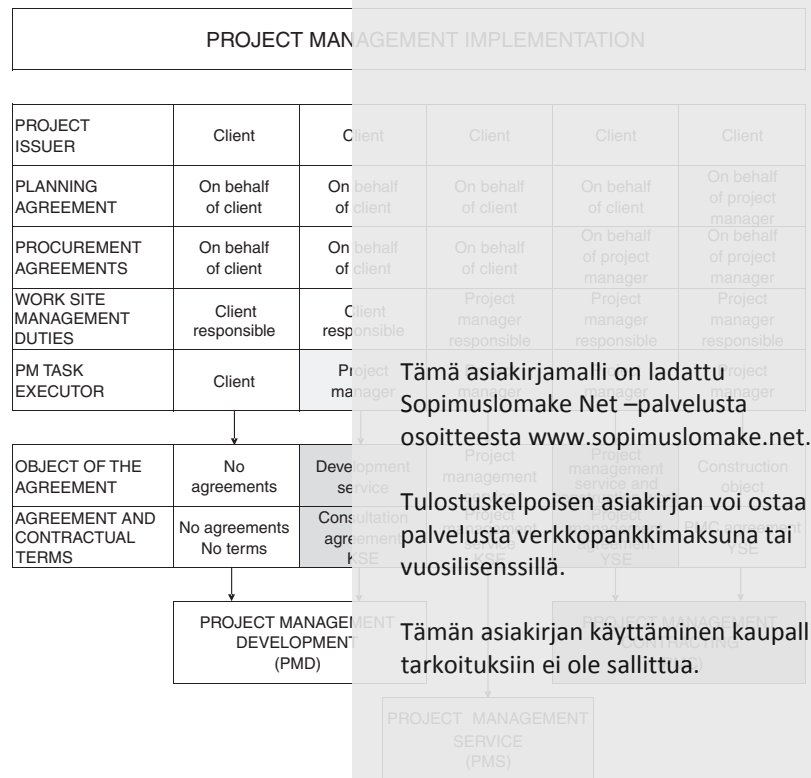 PROJECT MANAGEMENT IMPLEMENTATION
PROJECT ISSUER
Client
Client
Client
Client
Client
PLANNING AGREEMENT
On behalf of client
On behalf of client
On behalf of client
On behalf of client
On behalf of project manager
PROCUREMENT AGREEMENTS
On behalf of client
On behalf of client
On behalf of client
On behalf of project manager
On behalf of project manager
WORK SITE MANAGEMENT DUTIES
Client responsible
Client responsible
Project manager responsible
Project manager responsible
Project manager responsible
PM TASK EXECUTOR
Client
Project manager
manager
manager
Project manager
OBJECT OF THE AGREEMENT
No agreements
Development service
Project management
Project management service and
Construction object
AGREEMENT AND CONTRACTUAL TERMS
No agreements No terms
Consultation agreement KSE
Project service KSE
Project agreement YSE
PMC agreement YSE
PROJECT MANAGEMENT DEVELOPMENT (PMD)
PROJECT MANAGEMENT CONTRACTING
PROJECT MANAGEMENT SERVICE (PMS)
Tämä asiakirjamalli on ladattu
Sopimuslomake Net –palvelusta
osoitteesta www.sopimuslomake.net.
Tulostuskelpoisen asiakirjan voi ostaa
palvelusta verkkopankkimaksuna tai
vuosilisenssillä.
Tämän asiakirjan käyttäminen kaupall
tarkoituksiin ei ole sallittua.